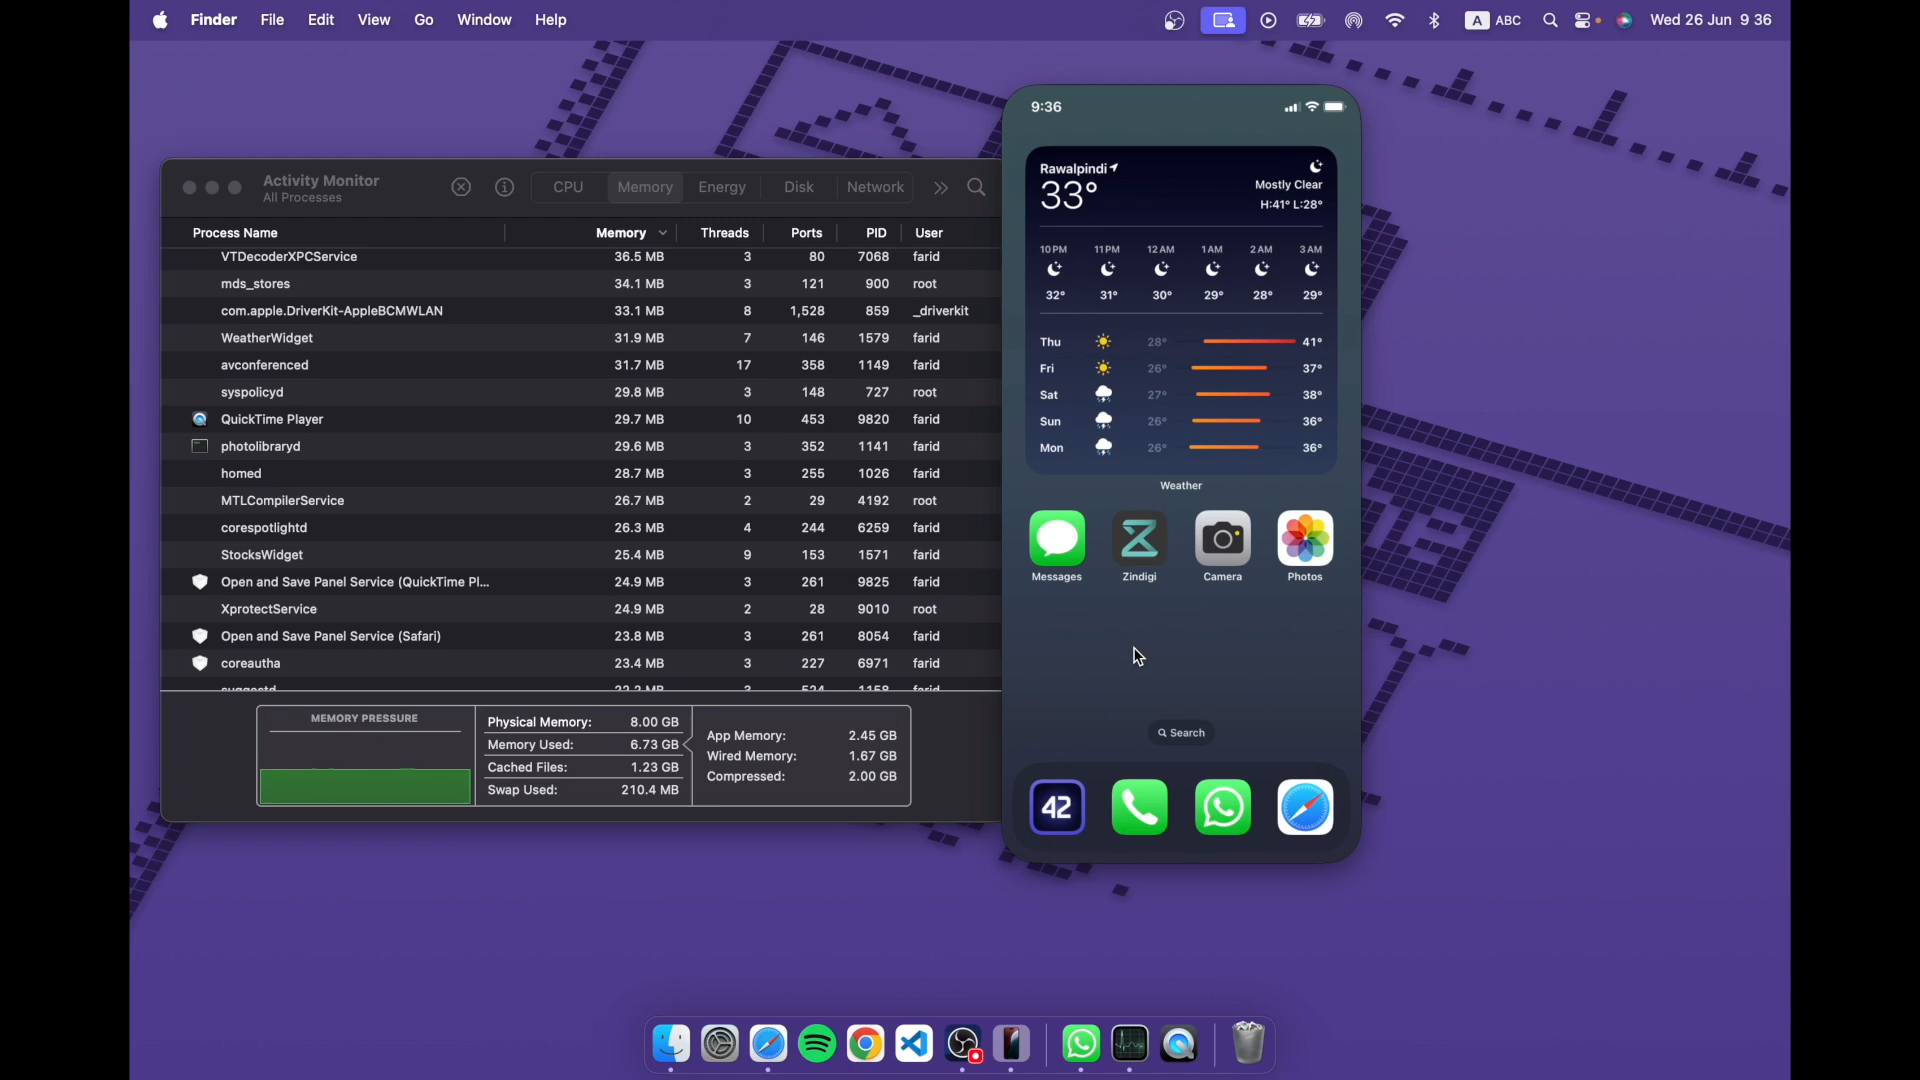 Finder File Edit View Go Window Help
A ABC Wed 26 Jun 9 36
Activity Monitor
All Processes
CPU Memory Energy Disk Network
Process Name Memory Threads Ports PID User
VTDecoderXPCService 36.5 MB 3 80 7068 farid
mds_stores 34.1 MB 3 121 900 root
com.apple.DriverKit-AppleBCMWLAN 33.1 MB 8 1,528 859 _driverkit
WeatherWidget 31.9 MB 7 146 1579 farid
avconferenced 31.7 MB 17 358 1149 farid
syspolicyd 29.8 MB 3 148 727 root
QuickTime Player 29.7 MB 10 453 9820 farid
photolibraryd 29.6 MB 3 352 1141 farid
homed 28.7 MB 3 255 1026 farid
MTLCompilerService 26.7 MB 2 29 4192 root
corespotlightd 26.3 MB 4 244 6259 farid
StocksWidget 25.4 MB 9 153 1571 farid
Open and Save Panel Service (QuickTime Pl... 24.9 MB 3 261 9825 farid
XprotectService 24.9 MB 2 28 9010 root
Open and Save Panel Service (Safari) 23.8 MB 3 261 8054 farid
coreautha 23.4 MB 3 227 6971 farid
suggestd 22.2 MB 3 524 1158 farid
MEMORY PRESSURE
Physical Memory: 8.00 GB
Memory Used: 6.73 GB
Cached Files: 1.23 GB
Swap Used: 210.4 MB
App Memory: 2.45 GB
Wired Memory: 1.67 GB
Compressed: 2.00 GB
9:36
Rawalpindi
33°
Mostly Clear
H:41° L:28°
10PM 11PM 12AM 1AM 2AM 3AM
32° 31° 30° 29° 28° 29°
Thu 28° 41°
Fri 26° 37°
Sat 27° 38°
Sun 26° 36°
Mon 26° 36°
Weather
Messages Zindigi Camera Photos
Search
42